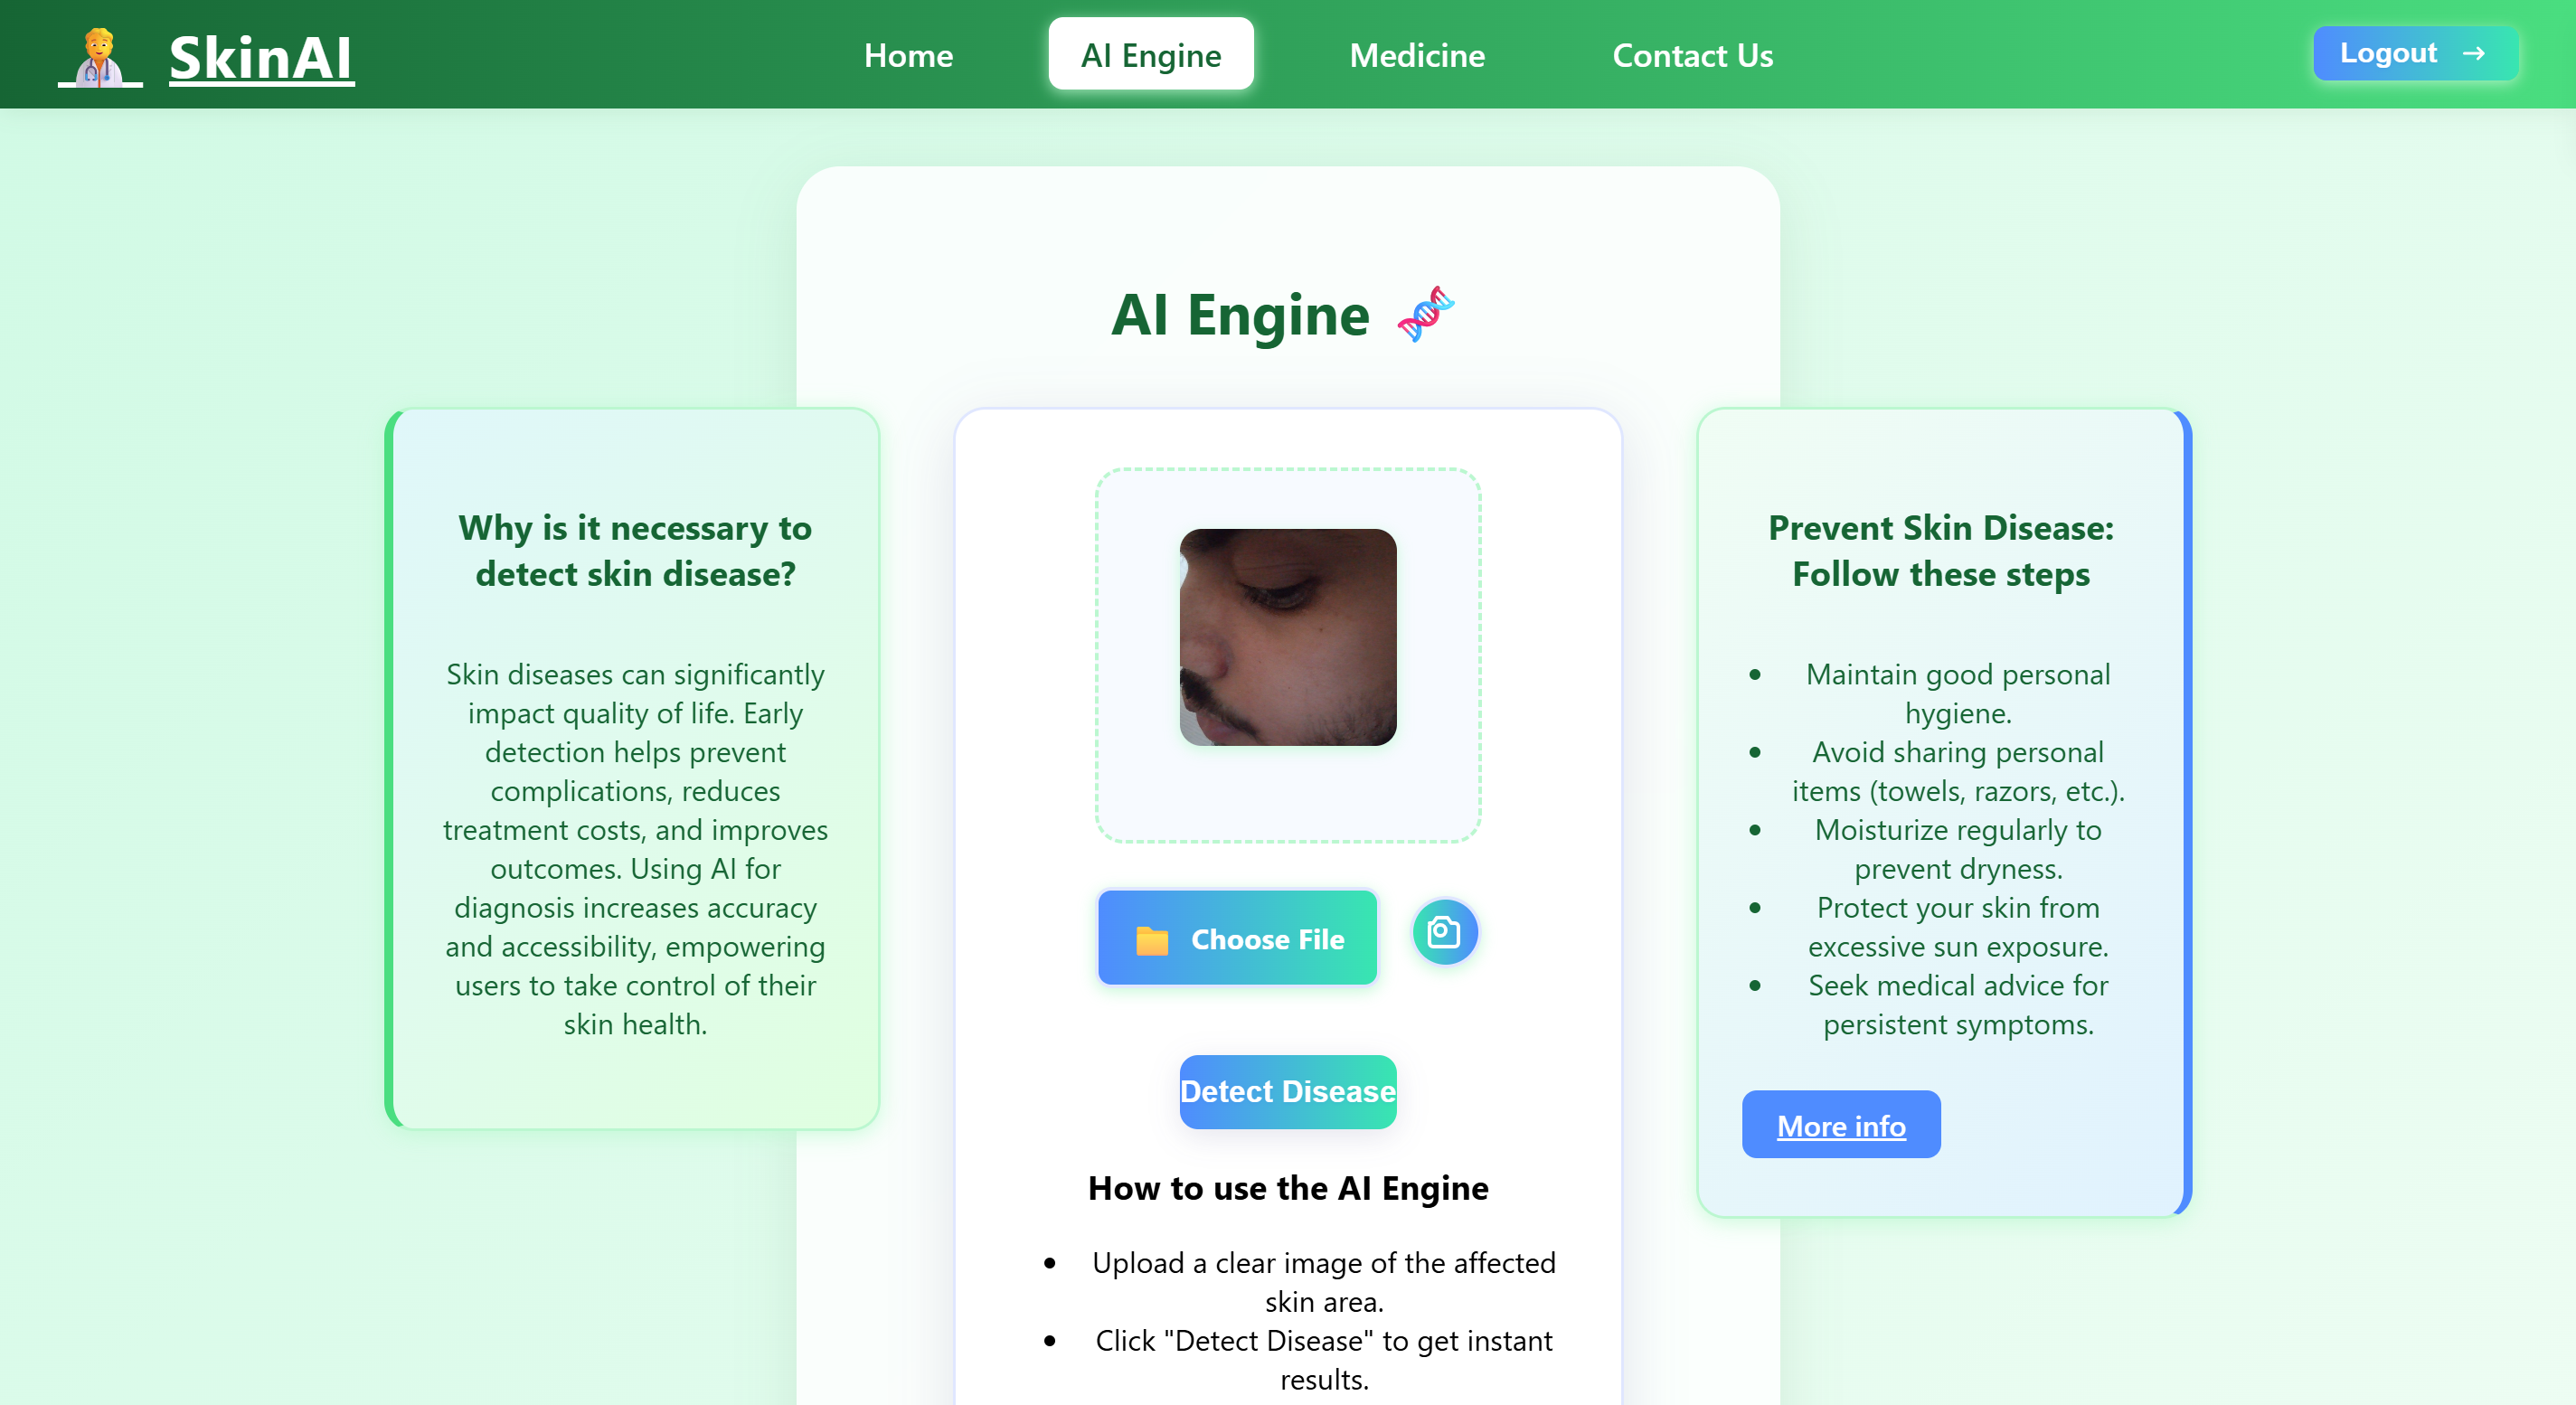 SkinAI
Home
AI Engine
Medicine
Contact Us
Logout →
AI Engine
Why is it necessary to
detect skin disease?
Skin diseases can significantly
impact quality of life. Early
detection helps prevent
complications, reduces
treatment costs, and improves
outcomes. Using AI for
diagnosis increases accuracy
and accessibility, empowering
users to take control of their
skin health.
Choose File
Detect Disease
How to use the AI Engine
• Upload a clear image of the affected
skin area.
• Click "Detect Disease" to get instant
results.
Prevent Skin Disease:
Follow these steps
• Maintain good personal
hygiene.
• Avoid sharing personal
items (towels, razors, etc.).
• Moisturize regularly to
prevent dryness.
• Protect your skin from
excessive sun exposure.
• Seek medical advice for
persistent symptoms.
More info